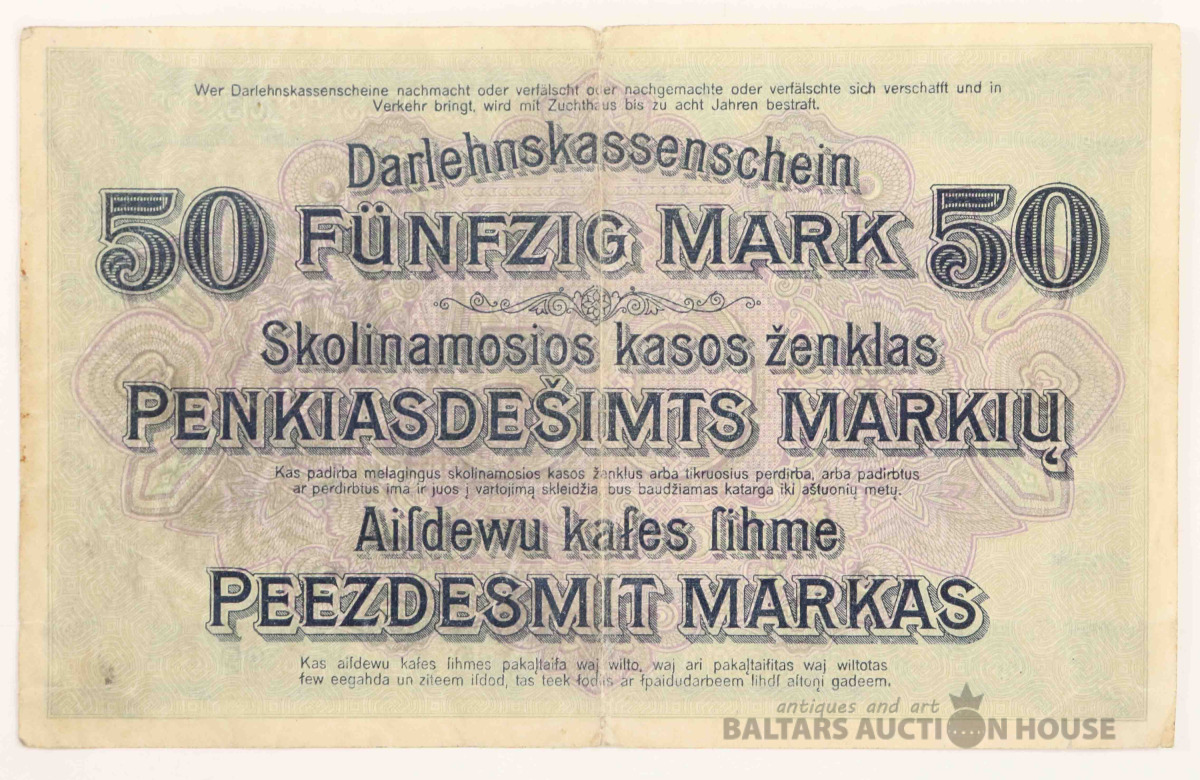 Wer Darlehnskassenscheine nachmacht oder verfälscht oder nachgemachte oder verfälschte sich verschafft und in
Verkehr bringt, wird mit Zuchthaus bis zu acht Jahren bestraft.
Darlehnskassenschein
50 FÜNFZIG MARK 50
Skolinamosios kasos ženklas
PENKIASDEŠIMTS MARKIŲ
Kas padirba melagingus skolinamosios kasos ženklus arba tikruosius perdirba, arba padirbtus
ar perdirbtus ima ir juos į vartojimą skleidžia, bus baudžiamas katarga iki aštuonių metų.
Aiſdewu kaſes ſihme
PEEZDESMIT MARKAS
Kas aiſdewu kaſes ſihmes pakaļtaiſa waj wilto, waj ari pakaļtaiſitas waj wiltotas
ſew eegahda un ziteem iſdod, tas teek ſodits ar ſpaidudarbeem lihdſ aſtoņi gadeem.
antiques and art
BALTARS AUCTION HOUSE